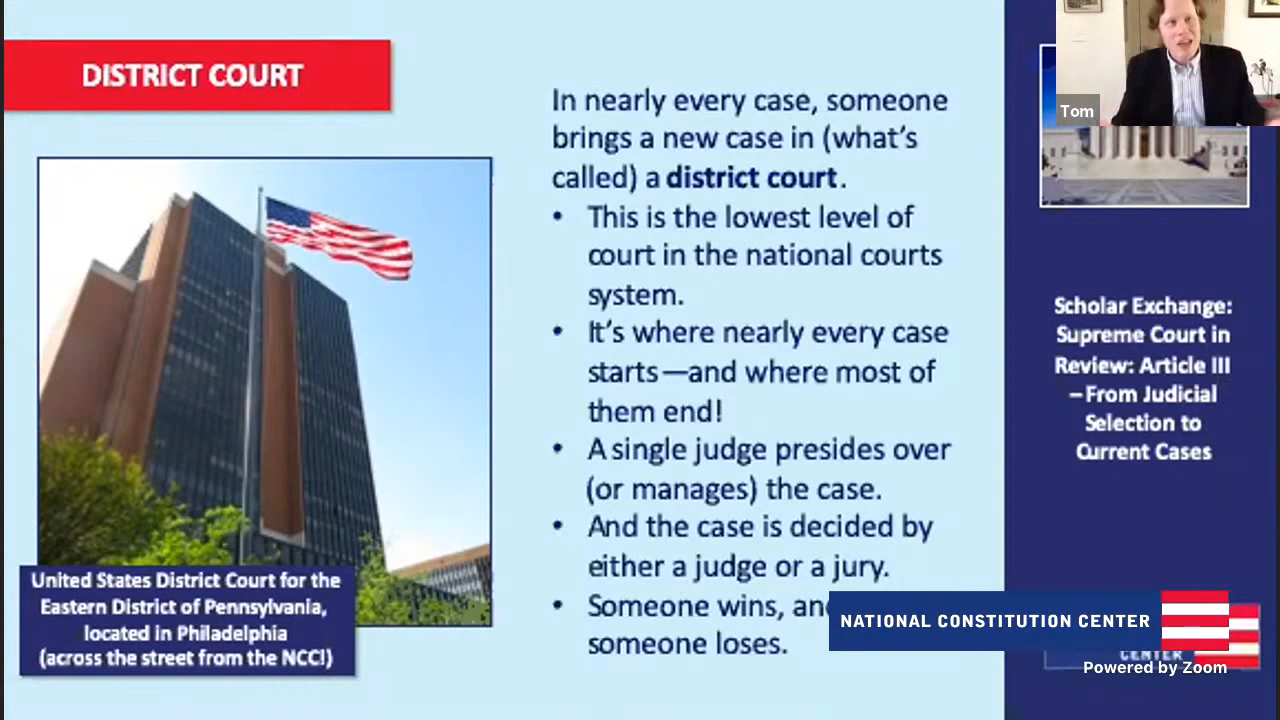 DISTRICT COURT
In nearly every case, someone
brings a new case in (what's
called) a district court.
• This is the lowest level of
court in the national courts
system.
• It's where nearly every case
starts—and where most of
them end!
• A single judge presides over
(or manages) the case.
• And the case is decided by
either a judge or a jury.
• Someone wins, and
someone loses.
United States District Court for the
Eastern District of Pennsylvania,
located in Philadelphia
(across the street from the NCC!)
Tom
Scholar Exchange:
Supreme Court in
Review: Article III
– From Judicial
Selection to
Current Cases
NATIONAL CONSTITUTION CENTER
CENTER
Powered by Zoom